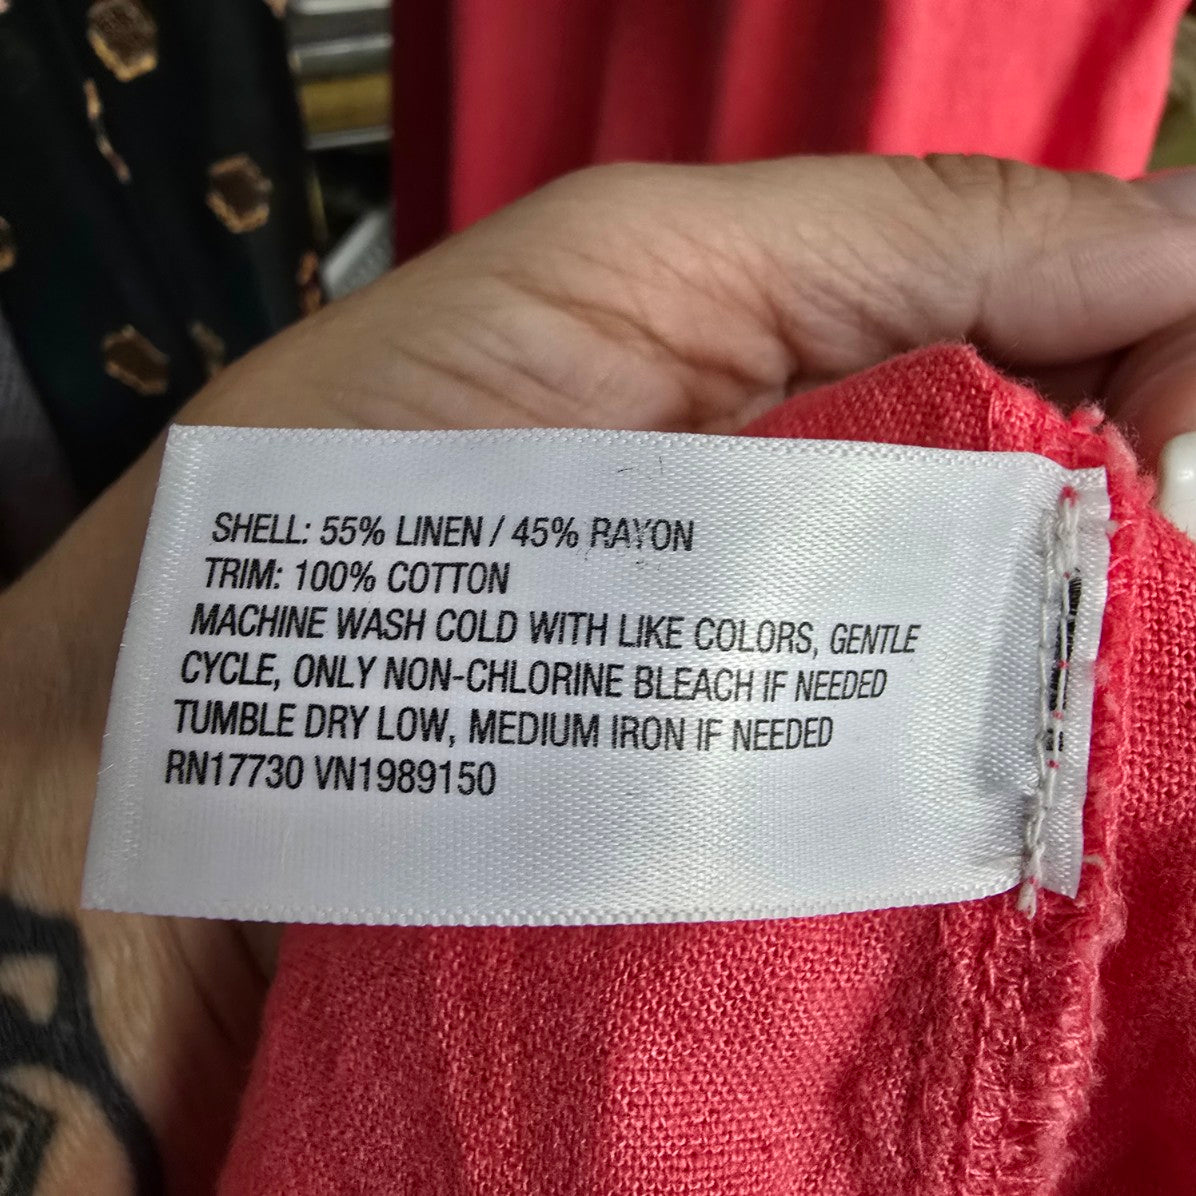 SHELL: 55% LINEN / 45% RAYON
TRIM: 100% COTTON
MACHINE WASH COLD WITH LIKE COLORS, GENTLE
CYCLE, ONLY NON-CHLORINE BLEACH IF NEEDED
TUMBLE DRY LOW, MEDIUM IRON IF NEEDED
RN17730 VN1989150